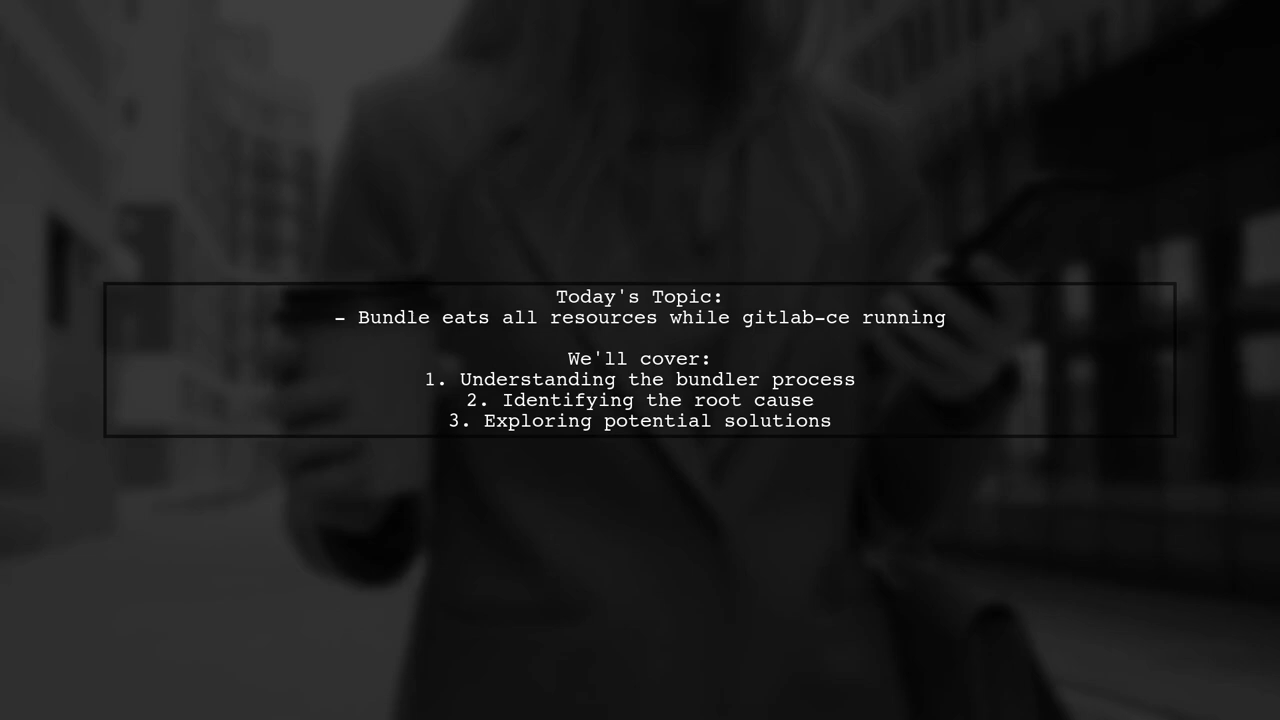 Today's Topic:
- Bundle eats all resources while gitlab-ce running
We'll cover:
1. Understanding the bundler process
2. Identifying the root cause
3. Exploring potential solutions